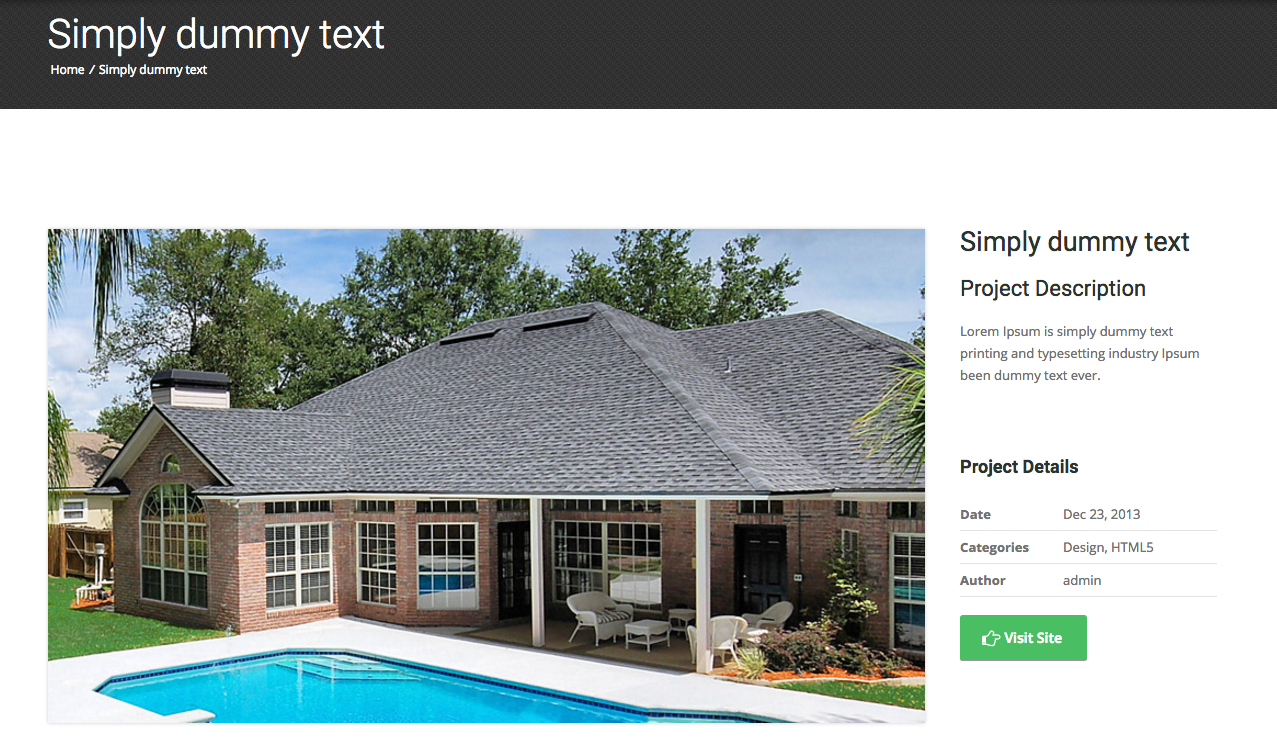 Simply dummy text
Home / Simply dummy text
Simply dummy text
Project Description
Lorem Ipsum is simply dummy text
printing and typesetting industry Ipsum
been dummy text ever.
Project Details
Date Dec 23, 2013
Categories Design, HTML5
Author admin
Visit Site